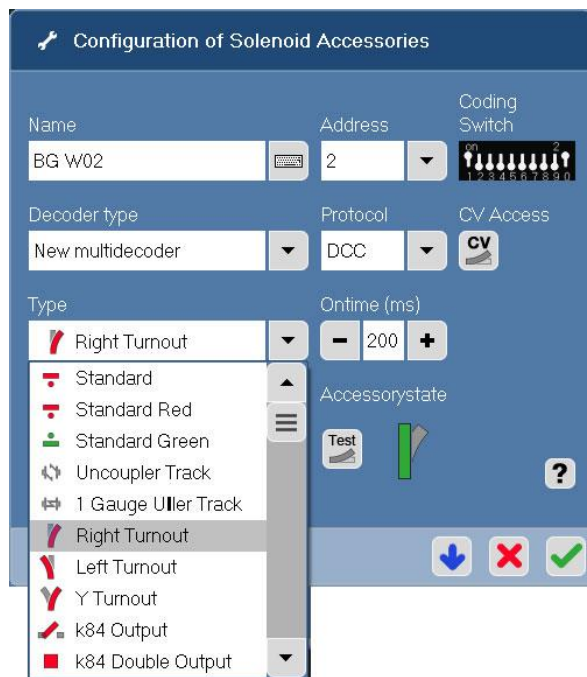 Configuration of Solenoid Accessories
Name
Address
Coding
Switch
BG W02
2
on 2
1 2 3 4 5 6 7 8 9 0
Decoder type
Protocol
CV Access
New multidecoder
DCC
CV
Type
Ontime (ms)
Right Turnout
200
Standard
Standard Red
Standard Green
Uncoupler Track
1 Gauge Uller Track
Right Turnout
Left Turnout
Y Turnout
k84 Output
k84 Double Output
Accessorystate
Test
?